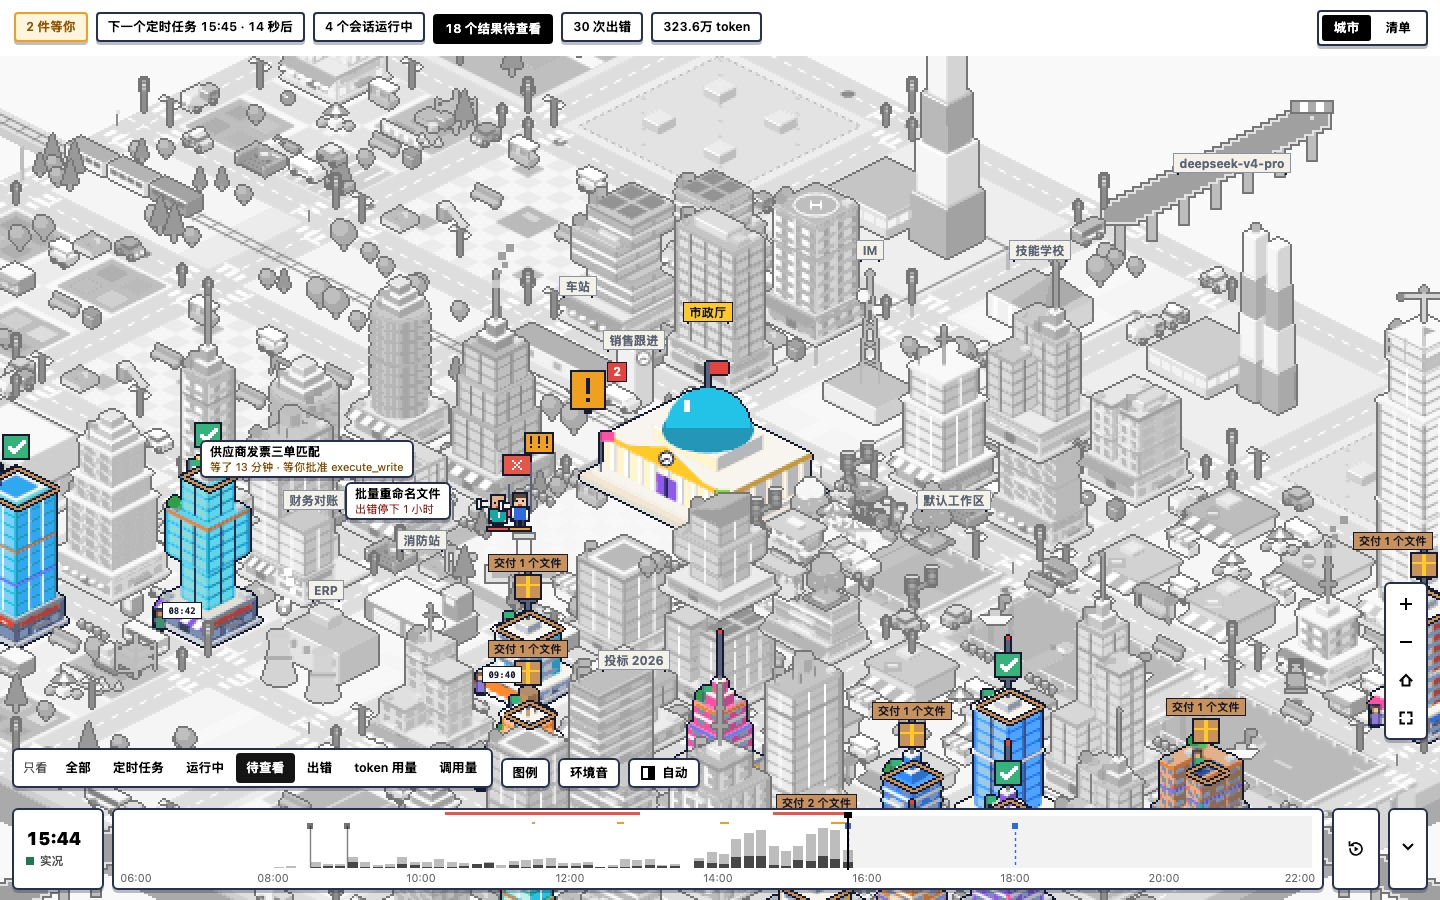 2 件等你
下一个定时任务 15:45 · 14 秒后
4 个会话运行中
18 个结果待查看
30 次出错
323.6万 token
城市
清单
deepseek-v4-pro
IM
技能学校
车站
市政厅
销售跟进
2
供应商发票三单匹配
等了 13 分钟 · 等你批准 execute_write
财务对账
批量重命名文件
出错停下 1 小时
默认工作区
消防站
交付 1 个文件
交付 1 个文件
ERP
08:42
交付 1 个文件
投标 2026
09:40
交付 1 个文件
交付 1 个文件
只看
全部
定时任务
运行中
待查看
出错
token 用量
调用量
图例
环境音
自动
交付 2 个文件
15:44
实况
06:00
08:00
10:00
12:00
14:00
16:00
18:00
20:00
22:00